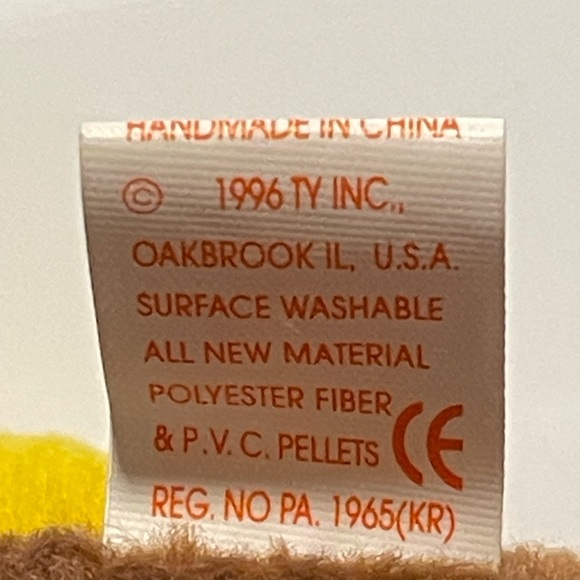 HANDMADE IN CHINA
© 1996 TY INC.,
OAKBROOK IL, U.S.A.
SURFACE WASHABLE
ALL NEW MATERIAL
POLYESTER FIBER
& P.V.C. PELLETS CE
REG. NO PA. 1965(KR)